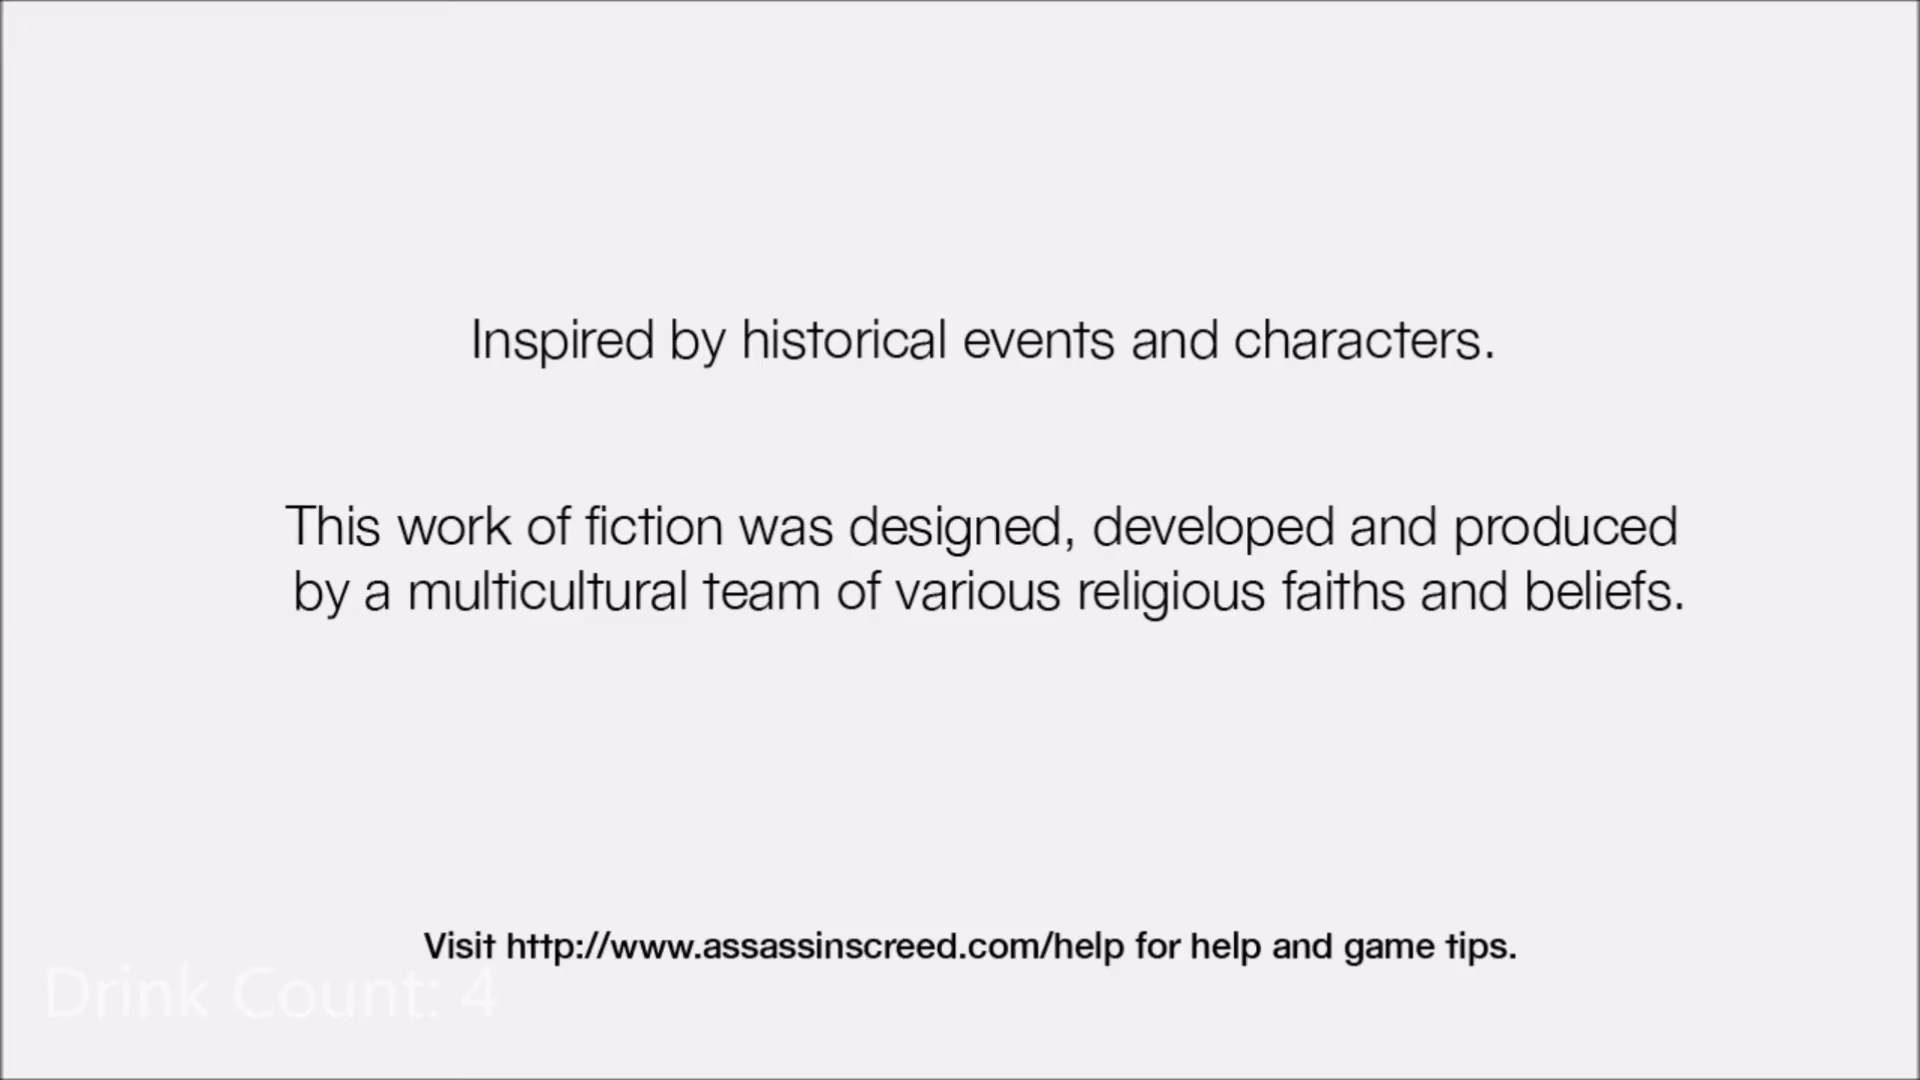 Inspired by historical events and characters.
This work of fiction was designed, developed and produced
by a multicultural team of various religious faiths and beliefs.
Visit http://www.assassinscreed.com/help for help and game tips.
Drink Count: 4